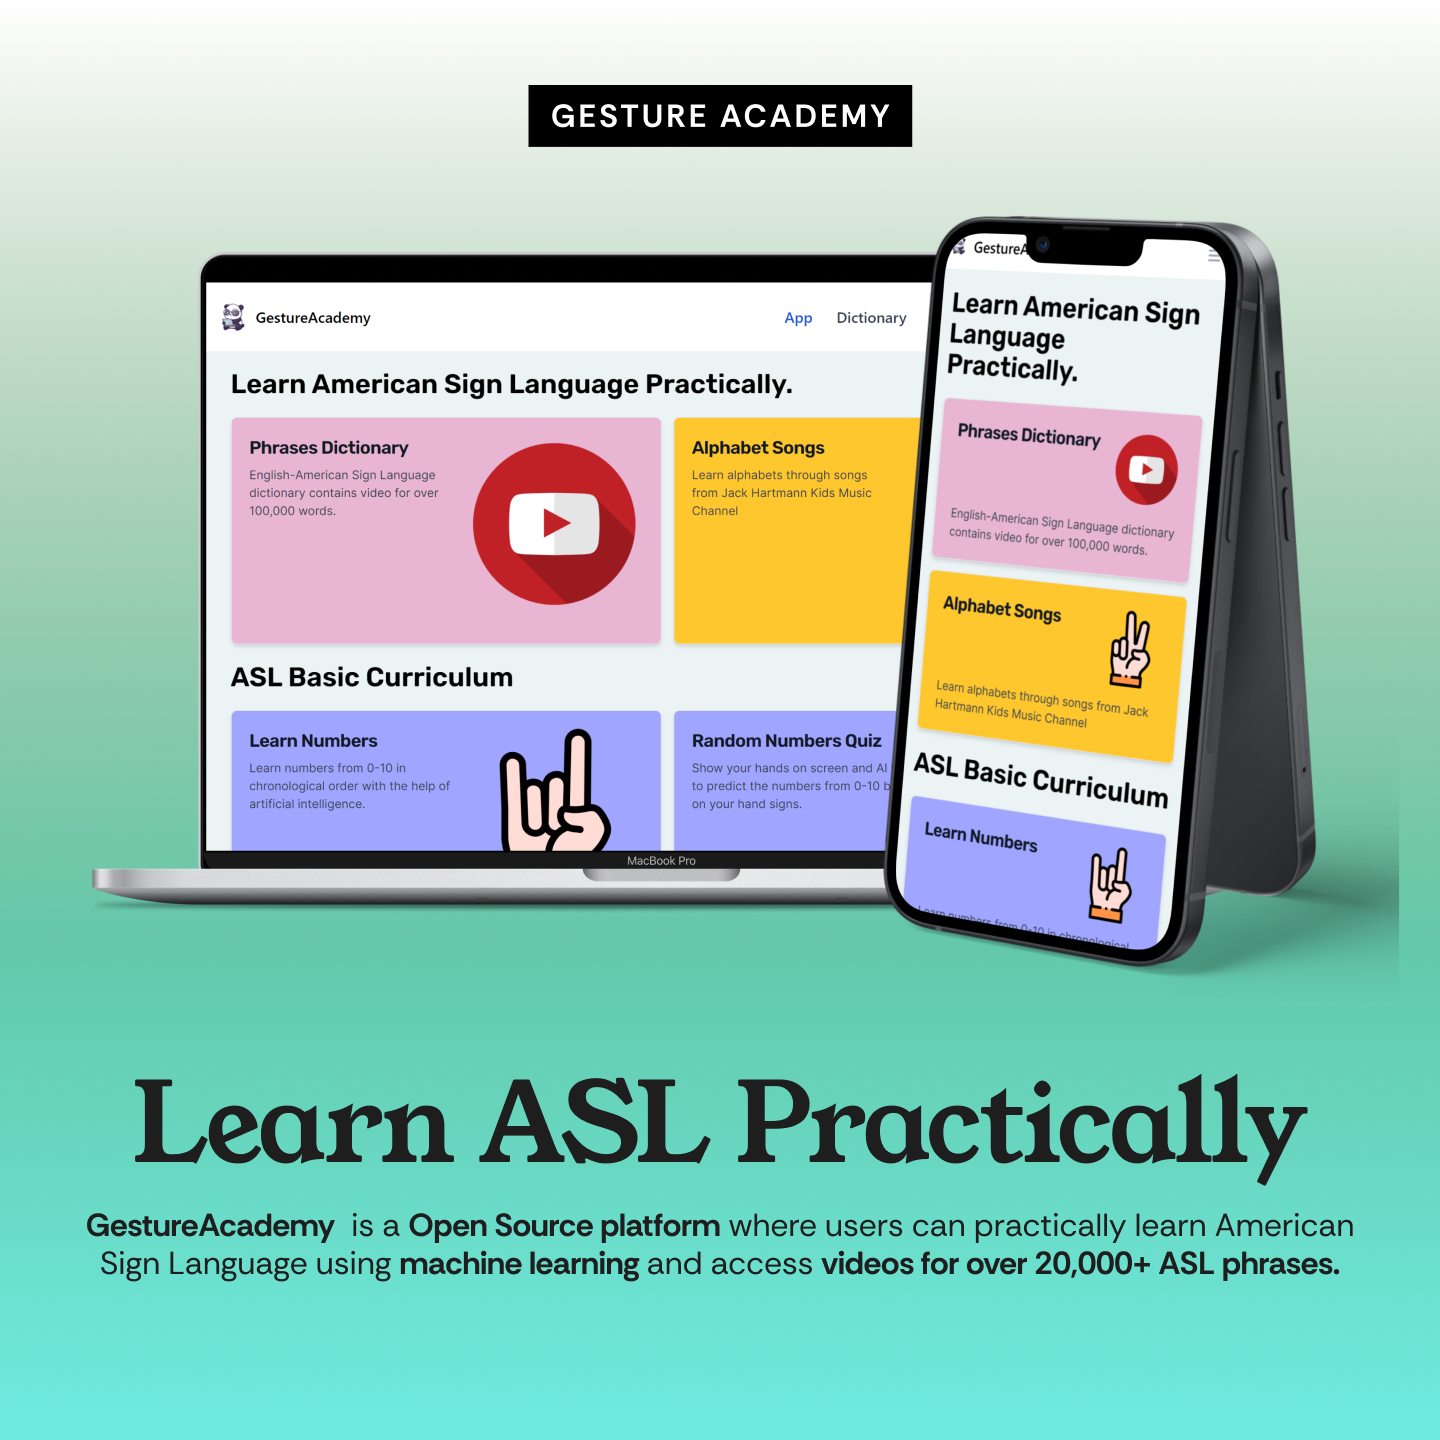 GESTURE ACADEMY
GestureAcademy
App
Dictionary
Learn American Sign Language Practically.
Phrases Dictionary
English-American Sign Language
dictionary contains video for over
100,000 words.
Alphabet Songs
Learn alphabets through songs
from Jack Hartmann Kids Music
Channel
ASL Basic Curriculum
Learn Numbers
Learn numbers from 0-10 in
chronological order with the help of
artificial intelligence.
Random Numbers Quiz
Show your hands on screen and AI
to predict the numbers from 0-10 b
on your hand signs.
MacBook Pro
GestureA
Learn American Sign
Language
Practically.
Phrases Dictionary
English-American Sign Language dictionary
contains video for over 100,000 words.
Alphabet Songs
Learn alphabets through songs from Jack
Hartmann Kids Music Channel
ASL Basic Curriculum
Learn Numbers
Learn numbers from 0-10 in chronological
Learn ASL Practically
GestureAcademy is a Open Source platform where users can practically learn American
Sign Language using machine learning and access videos for over 20,000+ ASL phrases.